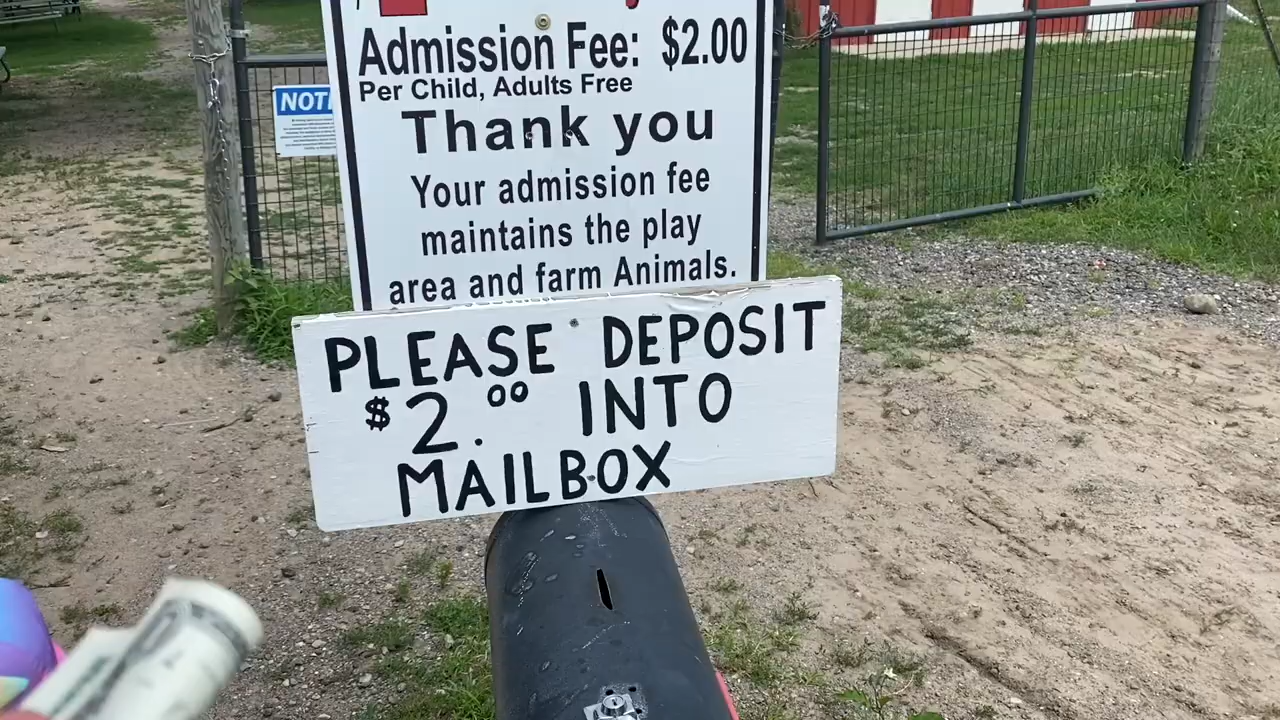 Admission Fee: $2.00
Per Child, Adults Free
Thank you
Your admission fee
maintains the play
area and farm Animals.
NOTI
PLEASE DEPOSIT
$2.00 INTO
MAILBOX